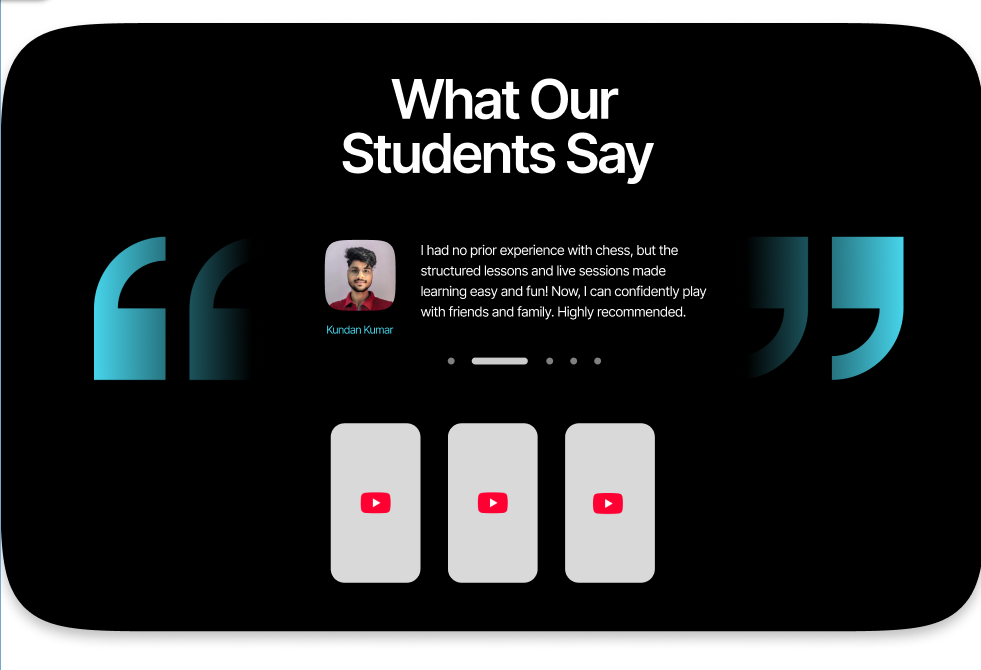 What Our
Students Say
I had no prior experience with chess, but the
structured lessons and live sessions made
learning easy and fun! Now, I can confidently play
with friends and family. Highly recommended.
Kundan Kumar